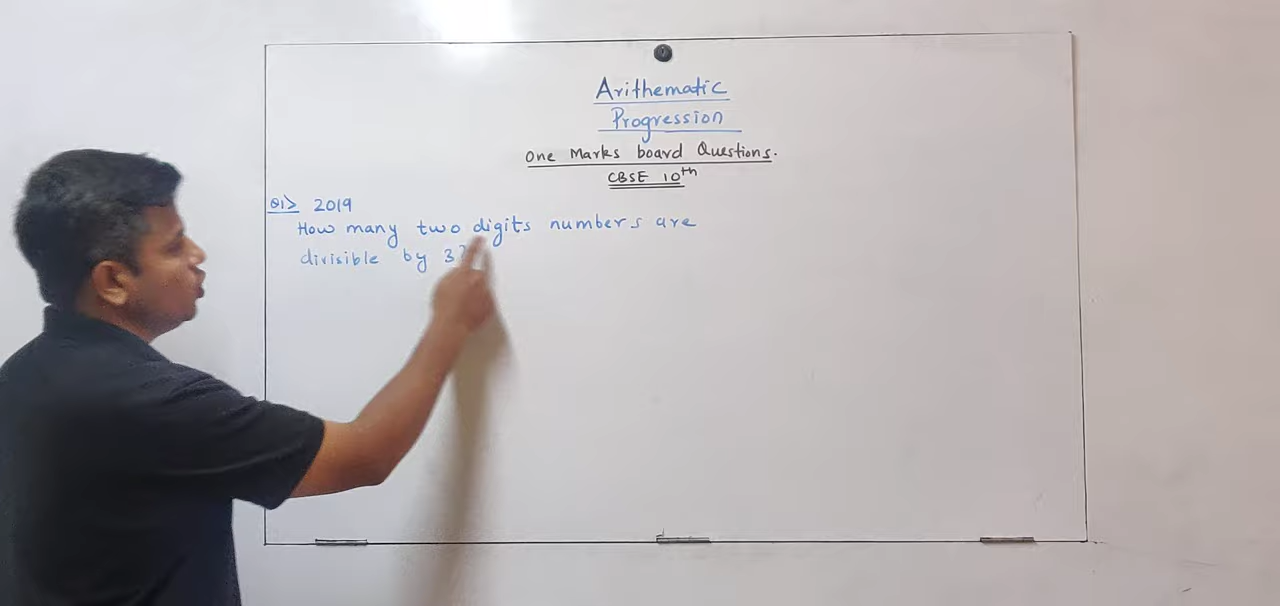 Arithematic
Progression
One Marks board Questions.
CBSE 10th
Q1> 2019
How many two digits numbers are
divisible by 3?